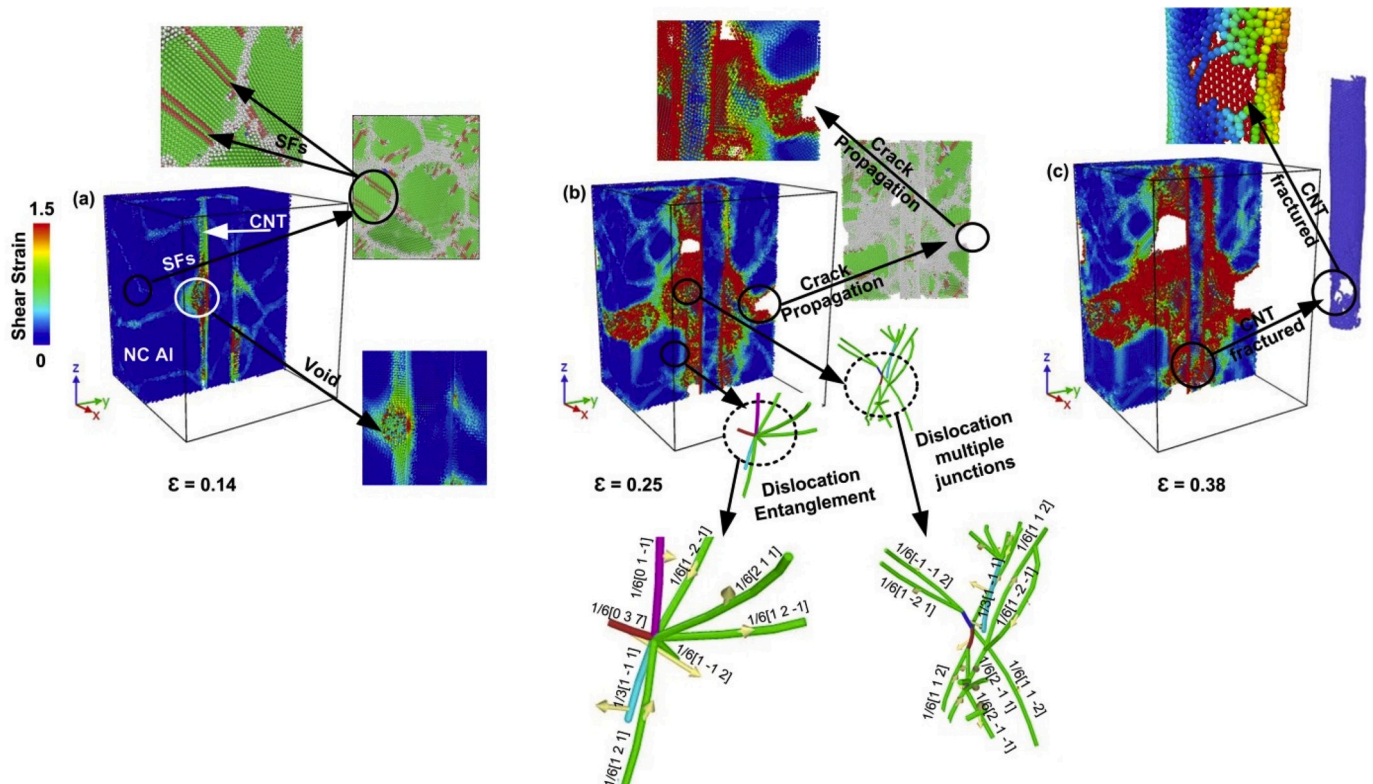 SFs
(a)
1.5
Shear Strain
0
CNT
SFs
NC Al
Void
z
y
x
Ɛ = 0.14
(b)
Crack
Propagation
Crack
Propagation
z
y
x
Ɛ = 0.25
Dislocation
Entanglement
Dislocation
multiple
junctions
1/6[0 1 -1]
1/6[1 -2 -1]
1/6[2 1 1]
1/6[0 3 7]
1/6[1 2 -1]
1/6[1 -1 2]
1/3[1 -1 1]
1/6[1 2 1]
1/6[-1 -1 2]
1/6[1 -2 1]
1/3[1 -1 1]
1/6[1 1 2]
1/6[1 -2 -1]
1/6[1 1 2]
1/6[2 -1 1]
1/6[2 -1 -1]
1/6[1 1 -2]
(c)
CNT
fractured
CNT
fractured
z
y
x
Ɛ = 0.38